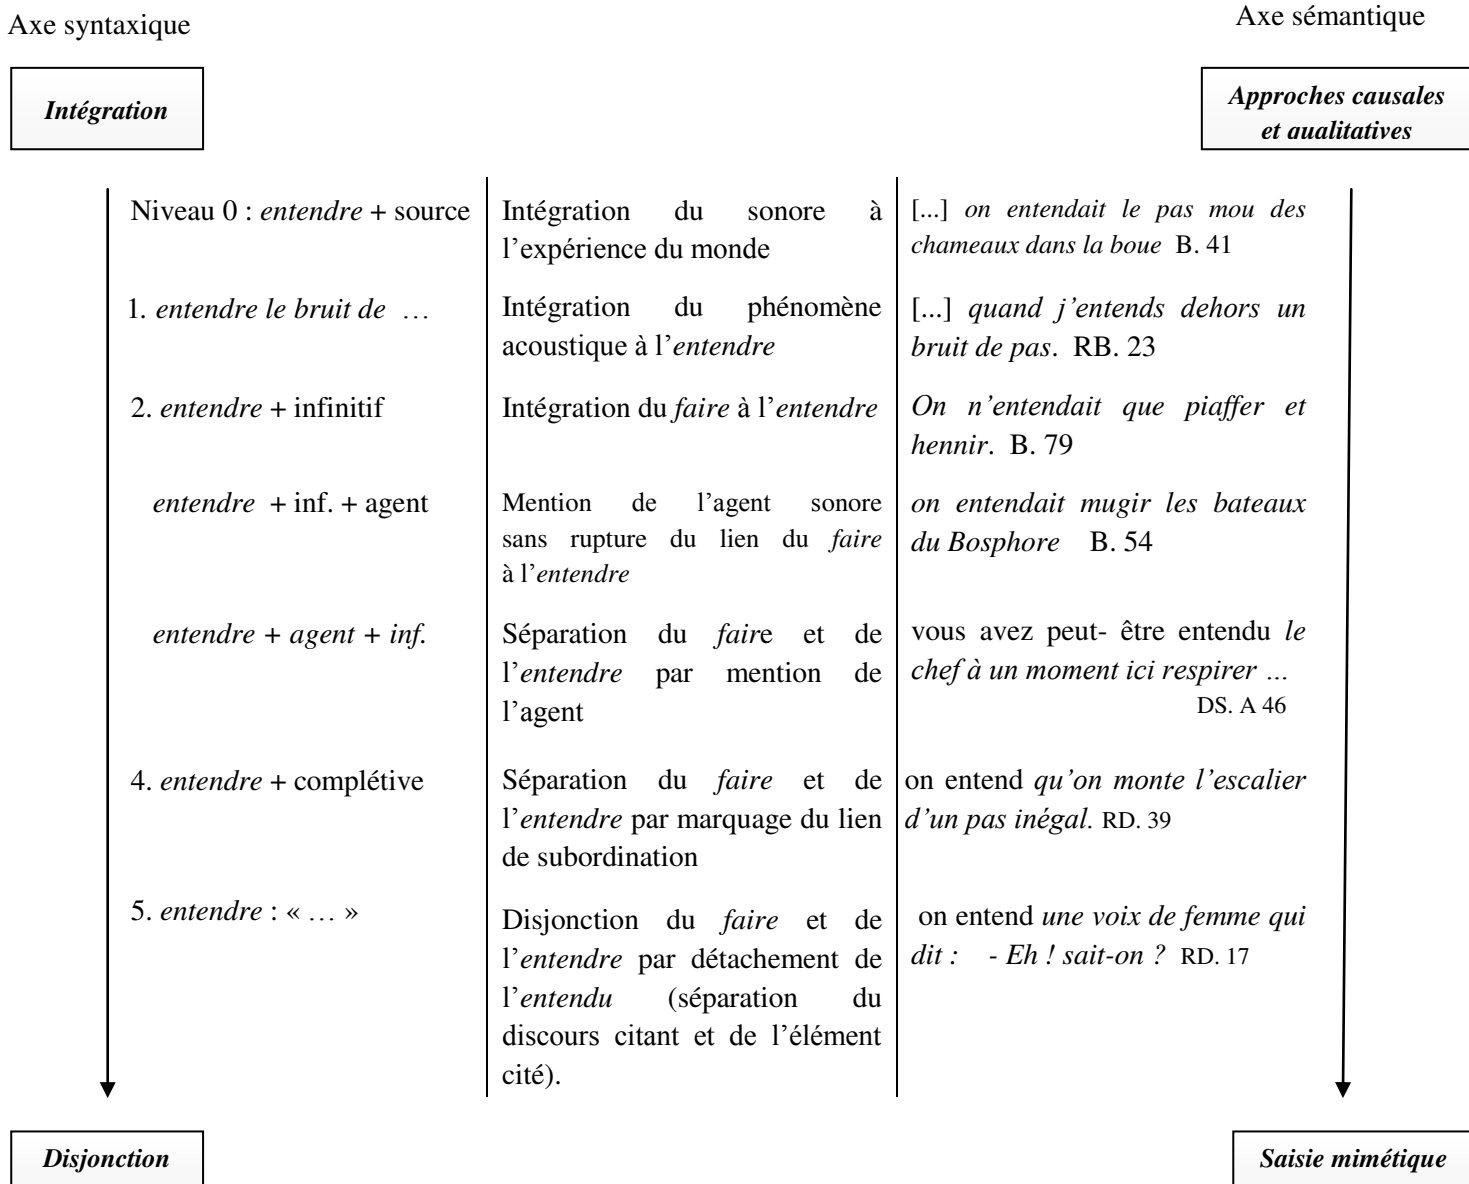 Axe syntaxique
Axe sémantique
Intégration
Approches causales
et aualitatives
Niveau 0 : entendre + source
Intégration du sonore à
l’expérience du monde
[...] on entendait le pas mou des
chameaux dans la boue B. 41
1. entendre le bruit de …
Intégration du phénomène
acoustique à l’entendre
[...] quand j’entends dehors un
bruit de pas. RB. 23
2. entendre + infinitif
Intégration du faire à l’entendre
On n’entendait que piaffer et
hennir. B. 79
entendre + inf. + agent
Mention de l’agent sonore
sans rupture du lien du faire
à l’entendre
on entendait mugir les bateaux
du Bosphore B. 54
entendre + agent + inf.
Séparation du faire et de
l’entendre par mention de
l’agent
vous avez peut- être entendu le
chef à un moment ici respirer ...
DS. A 46
4. entendre + complétive
Séparation du faire et de
l’entendre par marquage du lien
de subordination
on entend qu’on monte l’escalier
d’un pas inégal. RD. 39
5. entendre : « … »
Disjonction du faire et de
l’entendre par détachement de
l’entendu (séparation du
discours citant et de l’élément
cité).
on entend une voix de femme qui
dit : - Eh ! sait-on ? RD. 17
Disjonction
Saisie mimétique